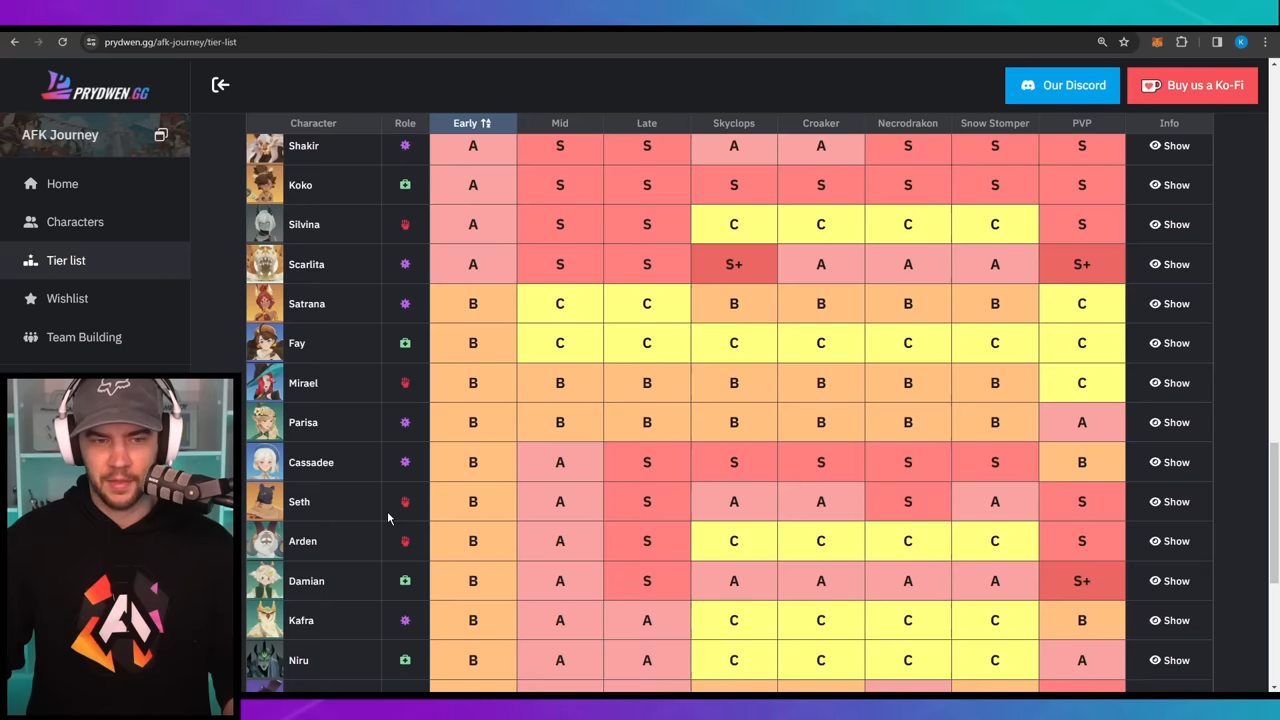 prydwen.gg/afk-journey/tier-list
K
PRYDWEN.GG
Our Discord
Buy us a Ko-Fi
AFK Journey
Home
Characters
Tier list
Wishlist
Team Building
Character Role Early Mid Late Skyclops Croaker Necrodrakon Snow Stomper PVP Info
Shakir A S S A A S S S Show
Koko A S S S S S S S Show
Silvina A S S C C C C S Show
Scarlita A S S S+ A A A S+ Show
Satrana B C C B B B B C Show
Fay B C C C C C C C Show
Mirael B B B B B B B C Show
Parisa B B B B B B B A Show
Cassadee B A S S S S S B Show
Seth B A S A A S A S Show
Arden B A S C C C C S Show
Damian B A S A A A A S+ Show
Kafra B A A C C C C B Show
Niru B A A C C C C A Show